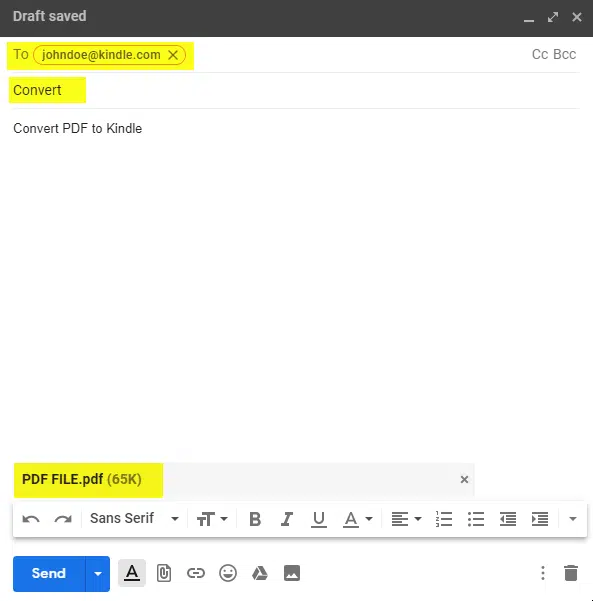 Draft saved
To johndoe@kindle.com Cc Bcc
Convert
Convert PDF to Kindle
PDF FILE.pdf (65K)
Sans Serif
Send